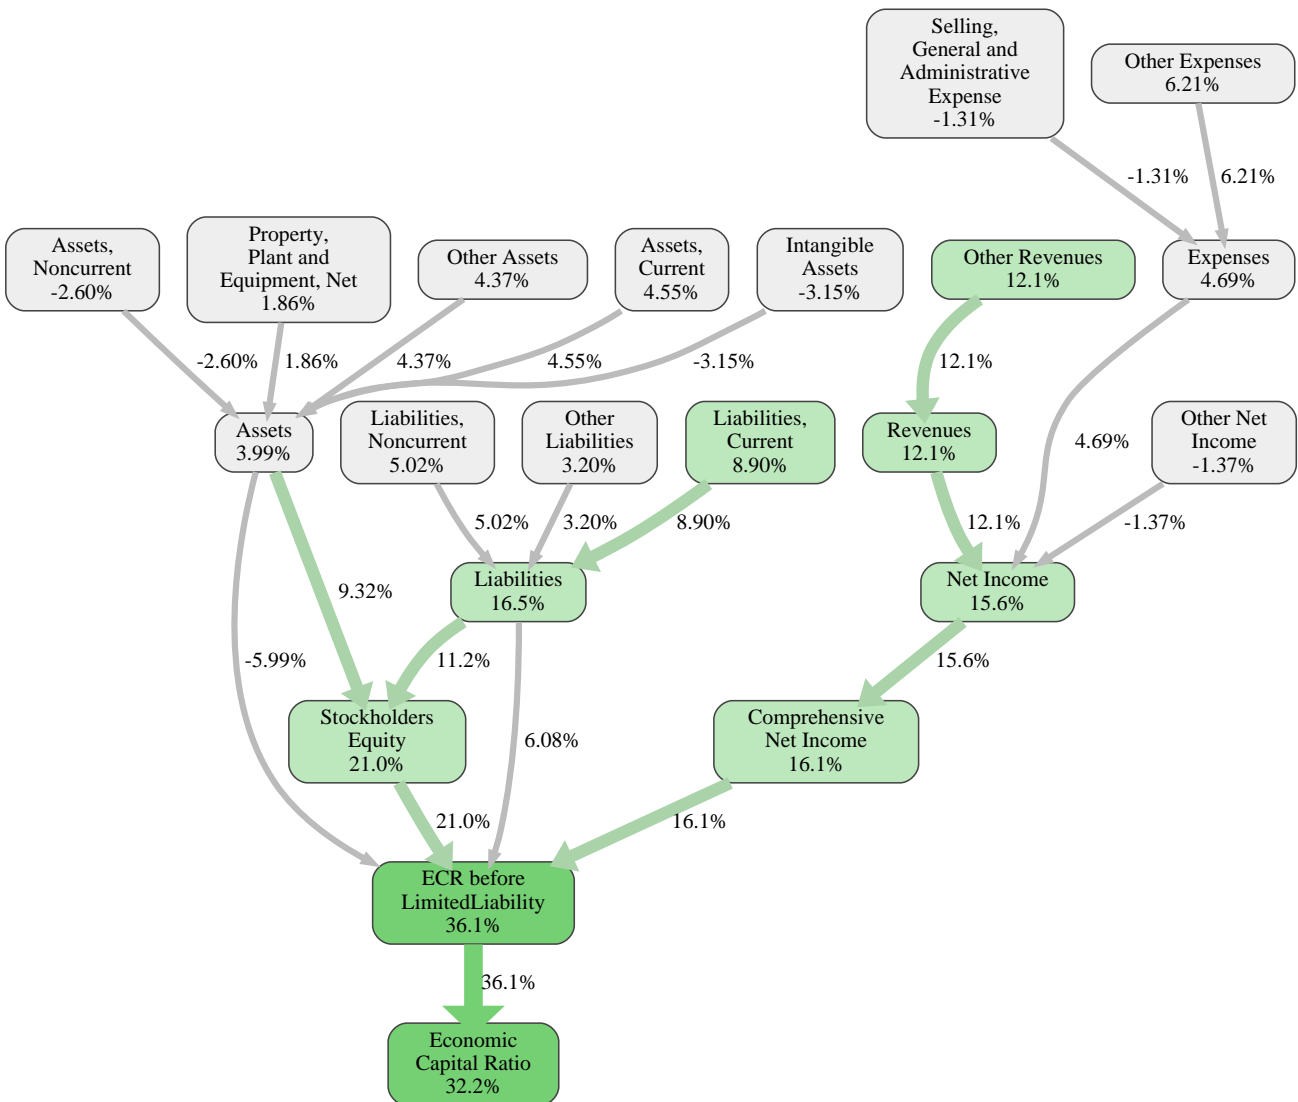 Selling,
General and
Administrative
Expense
-1.31%
Other Expenses
6.21%
-1.31%
6.21%
Assets,
Noncurrent
-2.60%
Property,
Plant and
Equipment, Net
1.86%
Other Assets
4.37%
Assets,
Current
4.55%
Intangible
Assets
-3.15%
Other Revenues
12.1%
Expenses
4.69%
-2.60%
1.86%
4.37%
4.55%
-3.15%
12.1%
4.69%
Assets
3.99%
Liabilities,
Noncurrent
5.02%
Other
Liabilities
3.20%
Liabilities,
Current
8.90%
Revenues
12.1%
Other Net
Income
-1.37%
5.02%
3.20%
8.90%
12.1%
-1.37%
9.32%
Liabilities
16.5%
Net Income
15.6%
-5.99%
11.2%
6.08%
15.6%
Stockholders
Equity
21.0%
Comprehensive
Net Income
16.1%
21.0%
16.1%
ECR before
LimitedLiability
36.1%
36.1%
Economic
Capital Ratio
32.2%